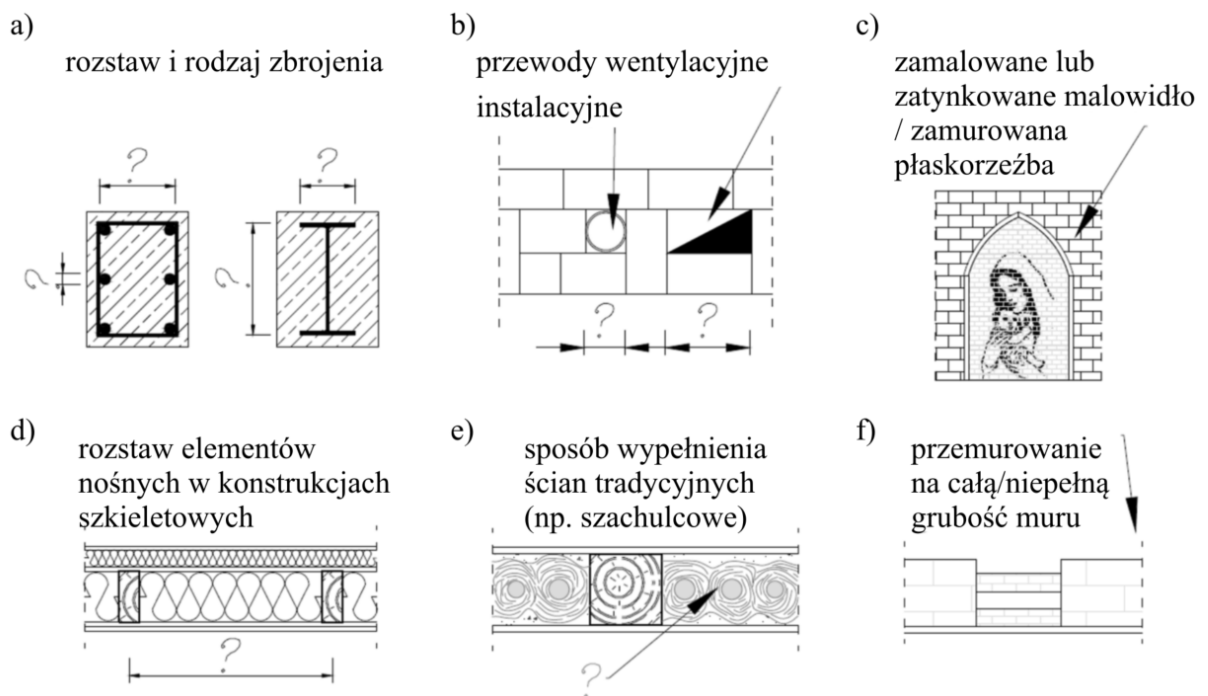 a)
rozstaw i rodzaj zbrojenia
?
?
?
?
b)
przewody wentylacyjne
instalacyjne
?
?
c)
zamalowane lub
zatynkowane malowidło
/ zamurowana
płaskorzeźba
d)
rozstaw elementów
nośnych w konstrukcjach
szkieletowych
?
e)
sposób wypełnienia
ścian tradycyjnych
(np. szachulcowe)
?
f)
przemurowanie
na całą/niepełną
grubość muru